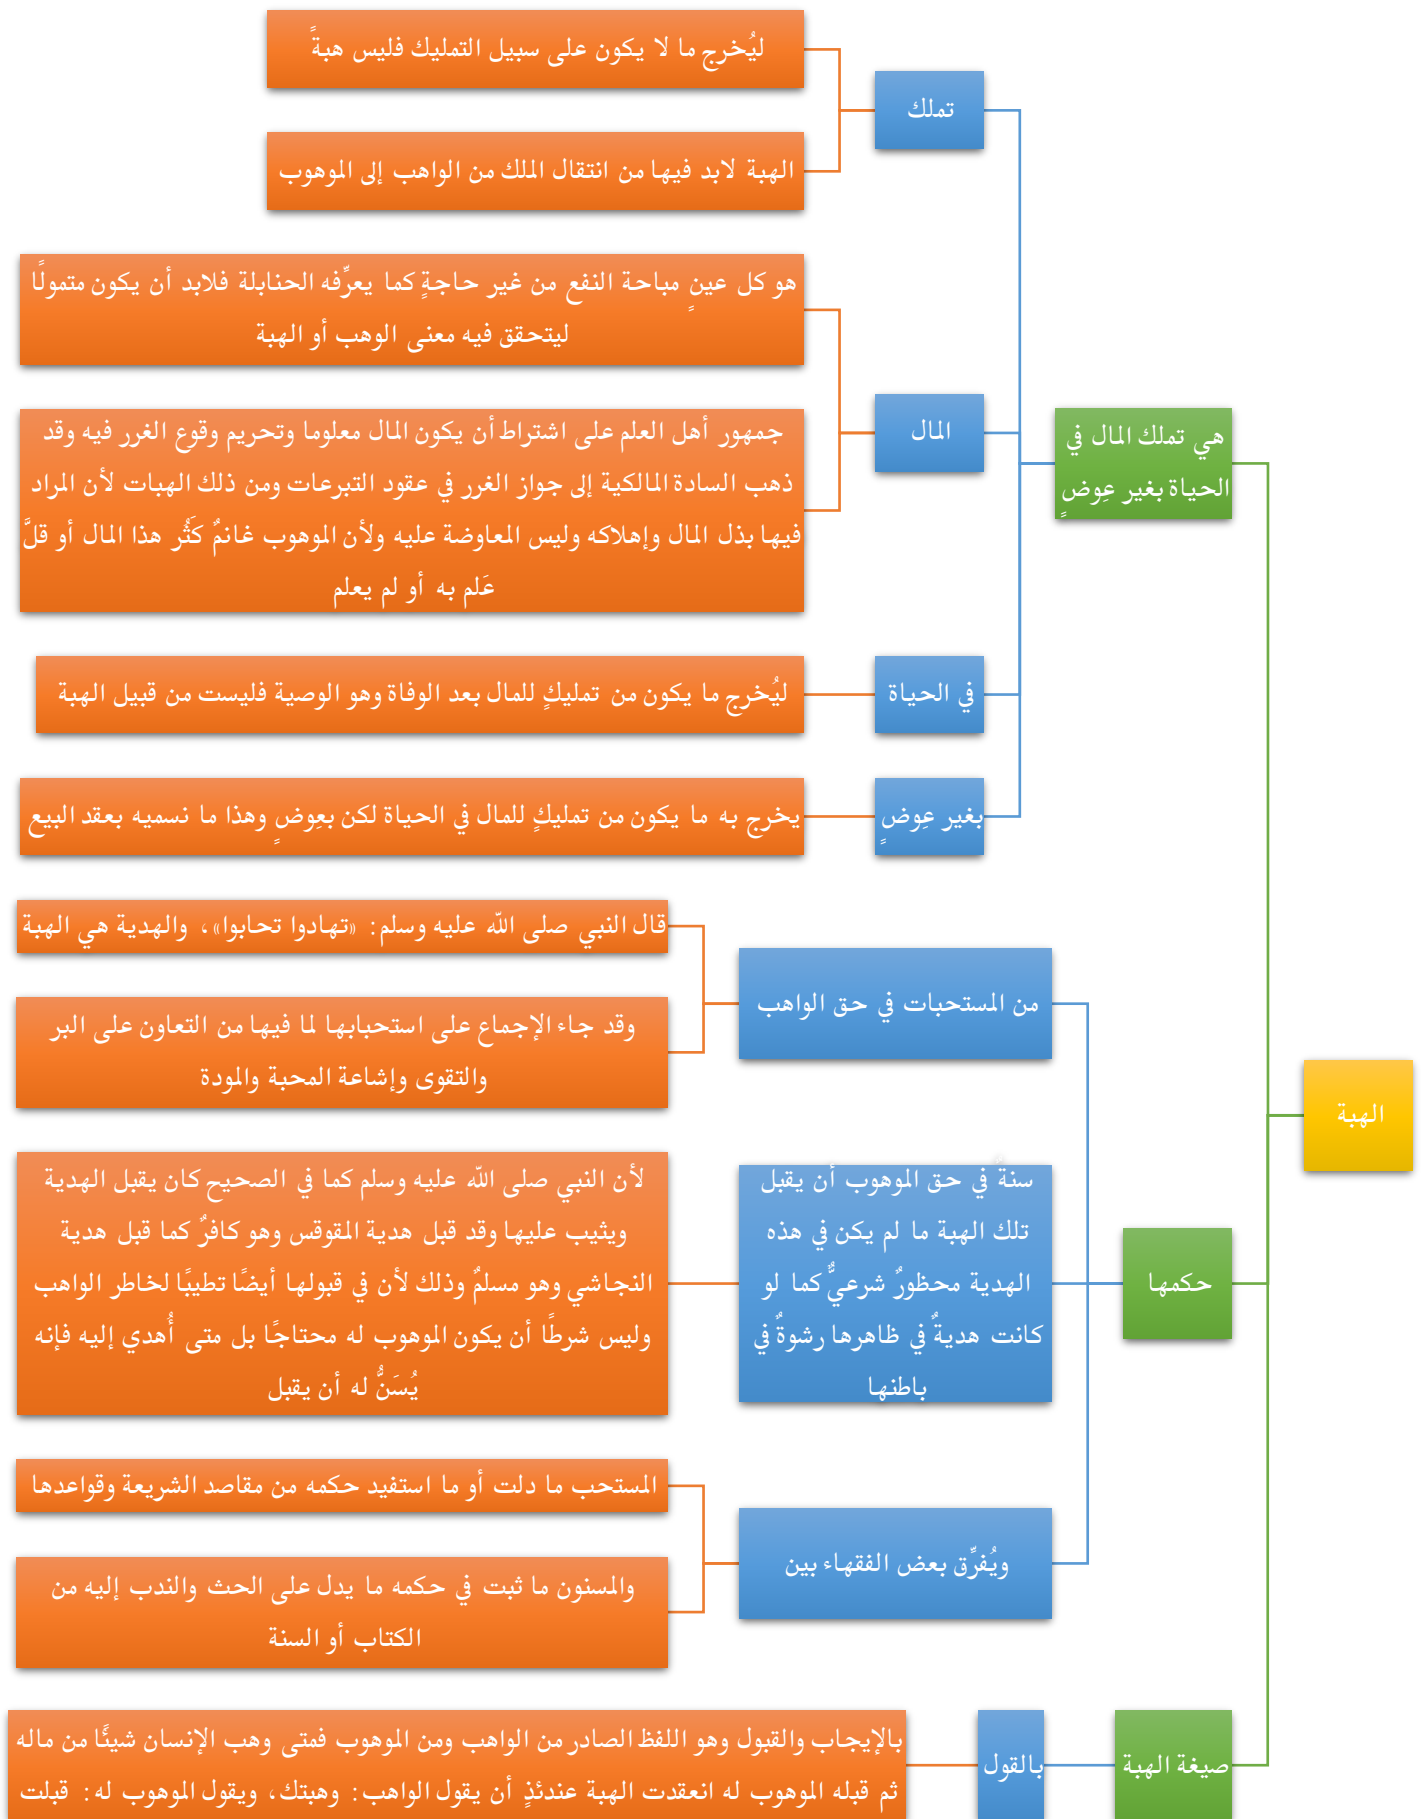 الهبة
هي تملك المال في
الحياة بغير عِوضٍ
تملك
ليُخرج ما لا يكون على سبيل التمليك فليس هبةً
الهبة لابد فيها من انتقال الملك من الواهب إلى الموهوب
المال
هو كل عينٍ مباحة النفع من غير حاجةٍ كما يعرِّفه الحنابلة فلابد أن يكون متمولًا
ليتحقق فيه معنى الوهب أو الهبة
جمهور أهل العلم على اشتراط أن يكون المال معلوما وتحريم وقوع الغرر فيه وقد
ذهب السادة المالكية إلى جواز الغرر في عقود التبرعات ومن ذلك الهبات لأن المراد
فيها بذل المال وإهلاكه وليس المعاوضة عليه ولأن الموهوب غانمٌ كَثُر هذا المال أو قلَّ
عَلم به أو لم يعلم
في الحياة
ليُخرج ما يكون من تمليكٍ للمال بعد الوفاة وهو الوصية فليست من قبيل الهبة
بغير عِوضٍ
يخرج به ما يكون من تمليكٍ للمال في الحياة لكن بعِوضٍ وهذا ما نسميه بعقد البيع
حكمها
من المستحبات في حق الواهب
قال النبي صلى الله عليه وسلم: «تهادوا تحابوا»، والهدية هي الهبة
وقد جاء الإجماع على استحبابها لما فيها من التعاون على البر
والتقوى وإشاعة المحبة والمودة
سنةٌ في حق الموهوب أن يقبل
تلك الهبة ما لم يكن في هذه
الهدية محظورٌ شرعيٌّ كما لو
كانت هديةٌ في ظاهرها رشوةٌ في
باطنها
لأن النبي صلى الله عليه وسلم كما في الصحيح كان يقبل الهدية
ويثيب عليها وقد قبل هدية المقوقس وهو كافرٌ كما قبل هدية
النجاشي وهو مسلمٌ وذلك لأن في قبولها أيضًا تطيبًا لخاطر الواهب
وليس شرطًا أن يكون الموهوب له محتاجًا بل متى أُهدي إليه فإنه
يُسَنُّ له أن يقبل
ويُفرِّق بعض الفقهاء بين
المستحب ما دلت أو ما استفيد حكمه من مقاصد الشريعة وقواعدها
والمسنون ما ثبت في حكمه ما يدل على الحث والندب إليه من
الكتاب أو السنة
صيغة الهبة
بالقول
بالإيجاب والقبول وهو اللفظ الصادر من الواهب ومن الموهوب فمتى وهب الإنسان شيئًا من ماله
ثم قبله الموهوب له انعقدت الهبة عندئذٍ أن يقول الواهب: وهبتك، ويقول الموهوب له: قبلت